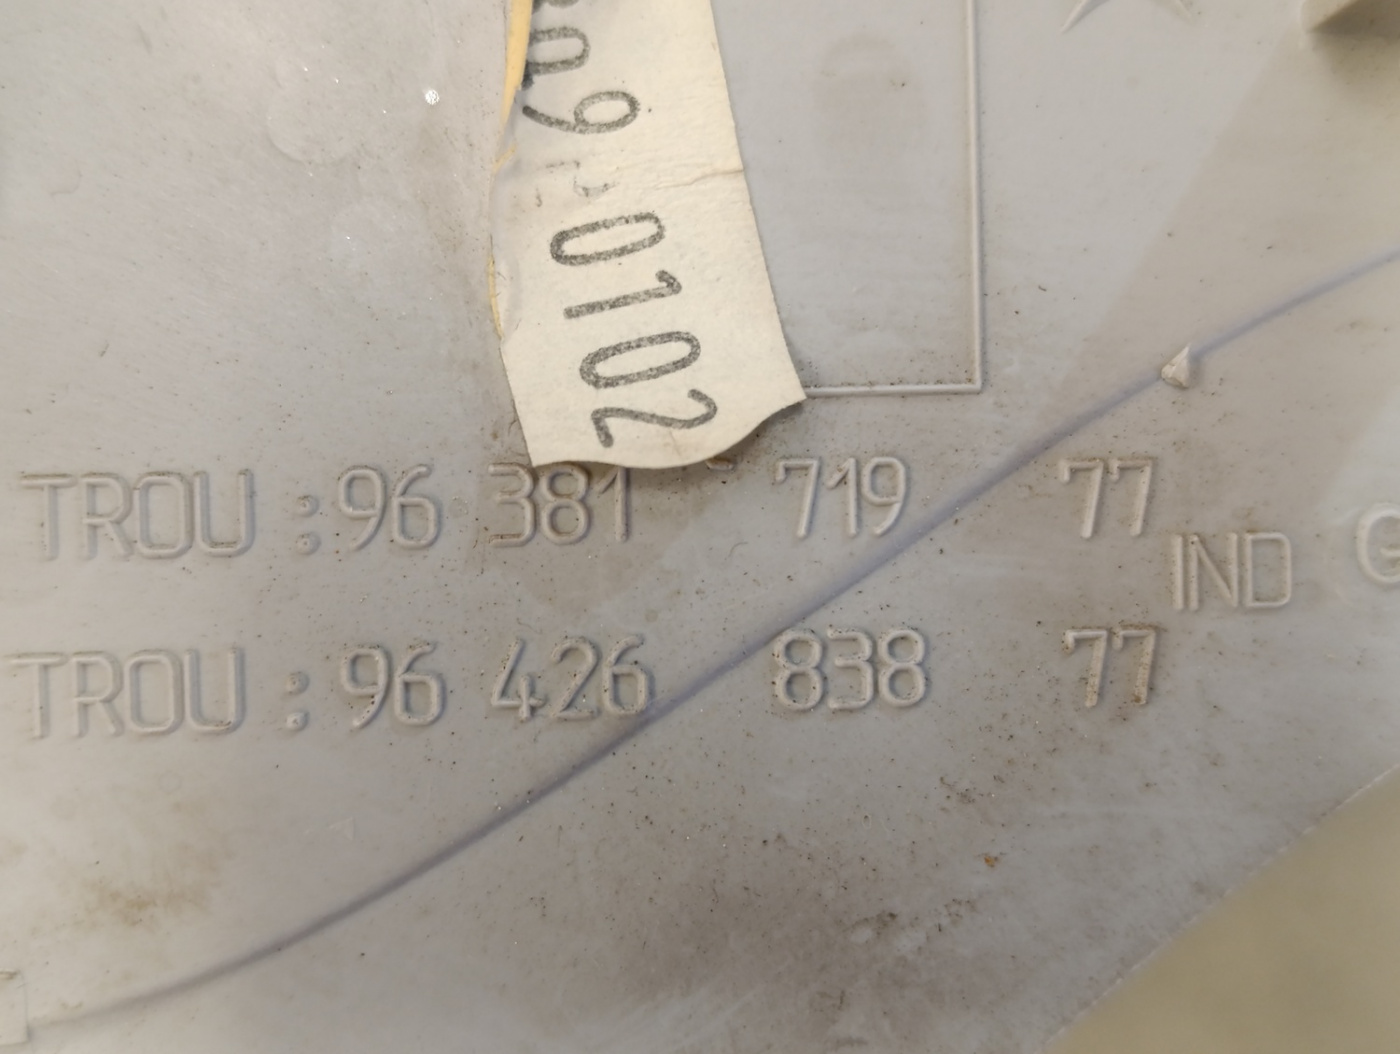 0102
TROU : 96 381 719 77
IND G
TROU : 96 426 838 77